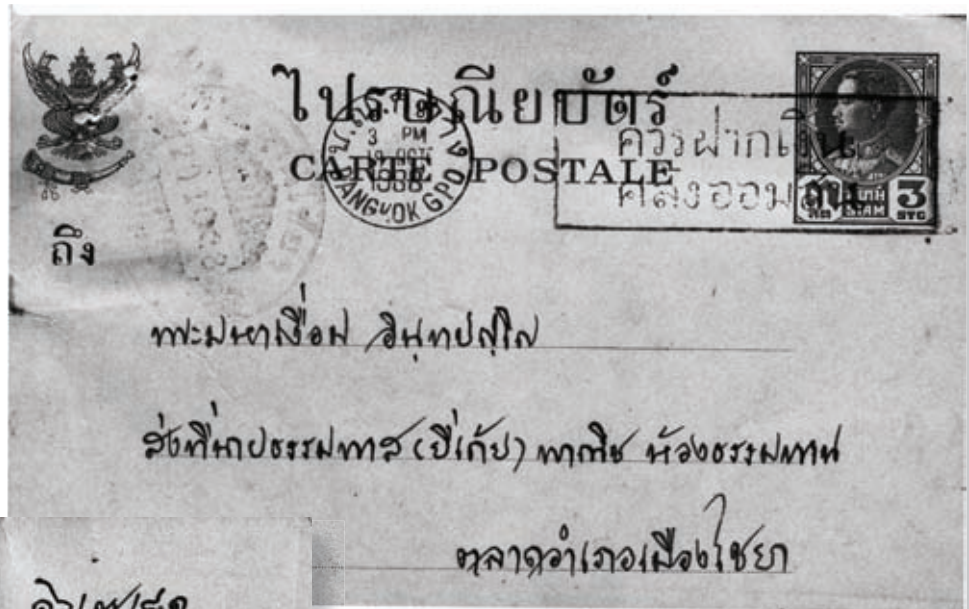 ไปรษณียบัตร์
CARTE POSTALE
3 PM
BANGKOK GPO
ควรฝากเงิน
คลังออมสิน
SIAM 3
STG
ถึง
พระมหาเงื่อม อินฺทปญฺโญ
ส่งที่นายธรรมทาส (ยี่เก้ย) พาณิช ห้องธรรมทาน
ตลาดอำเภอเมืองไชยา